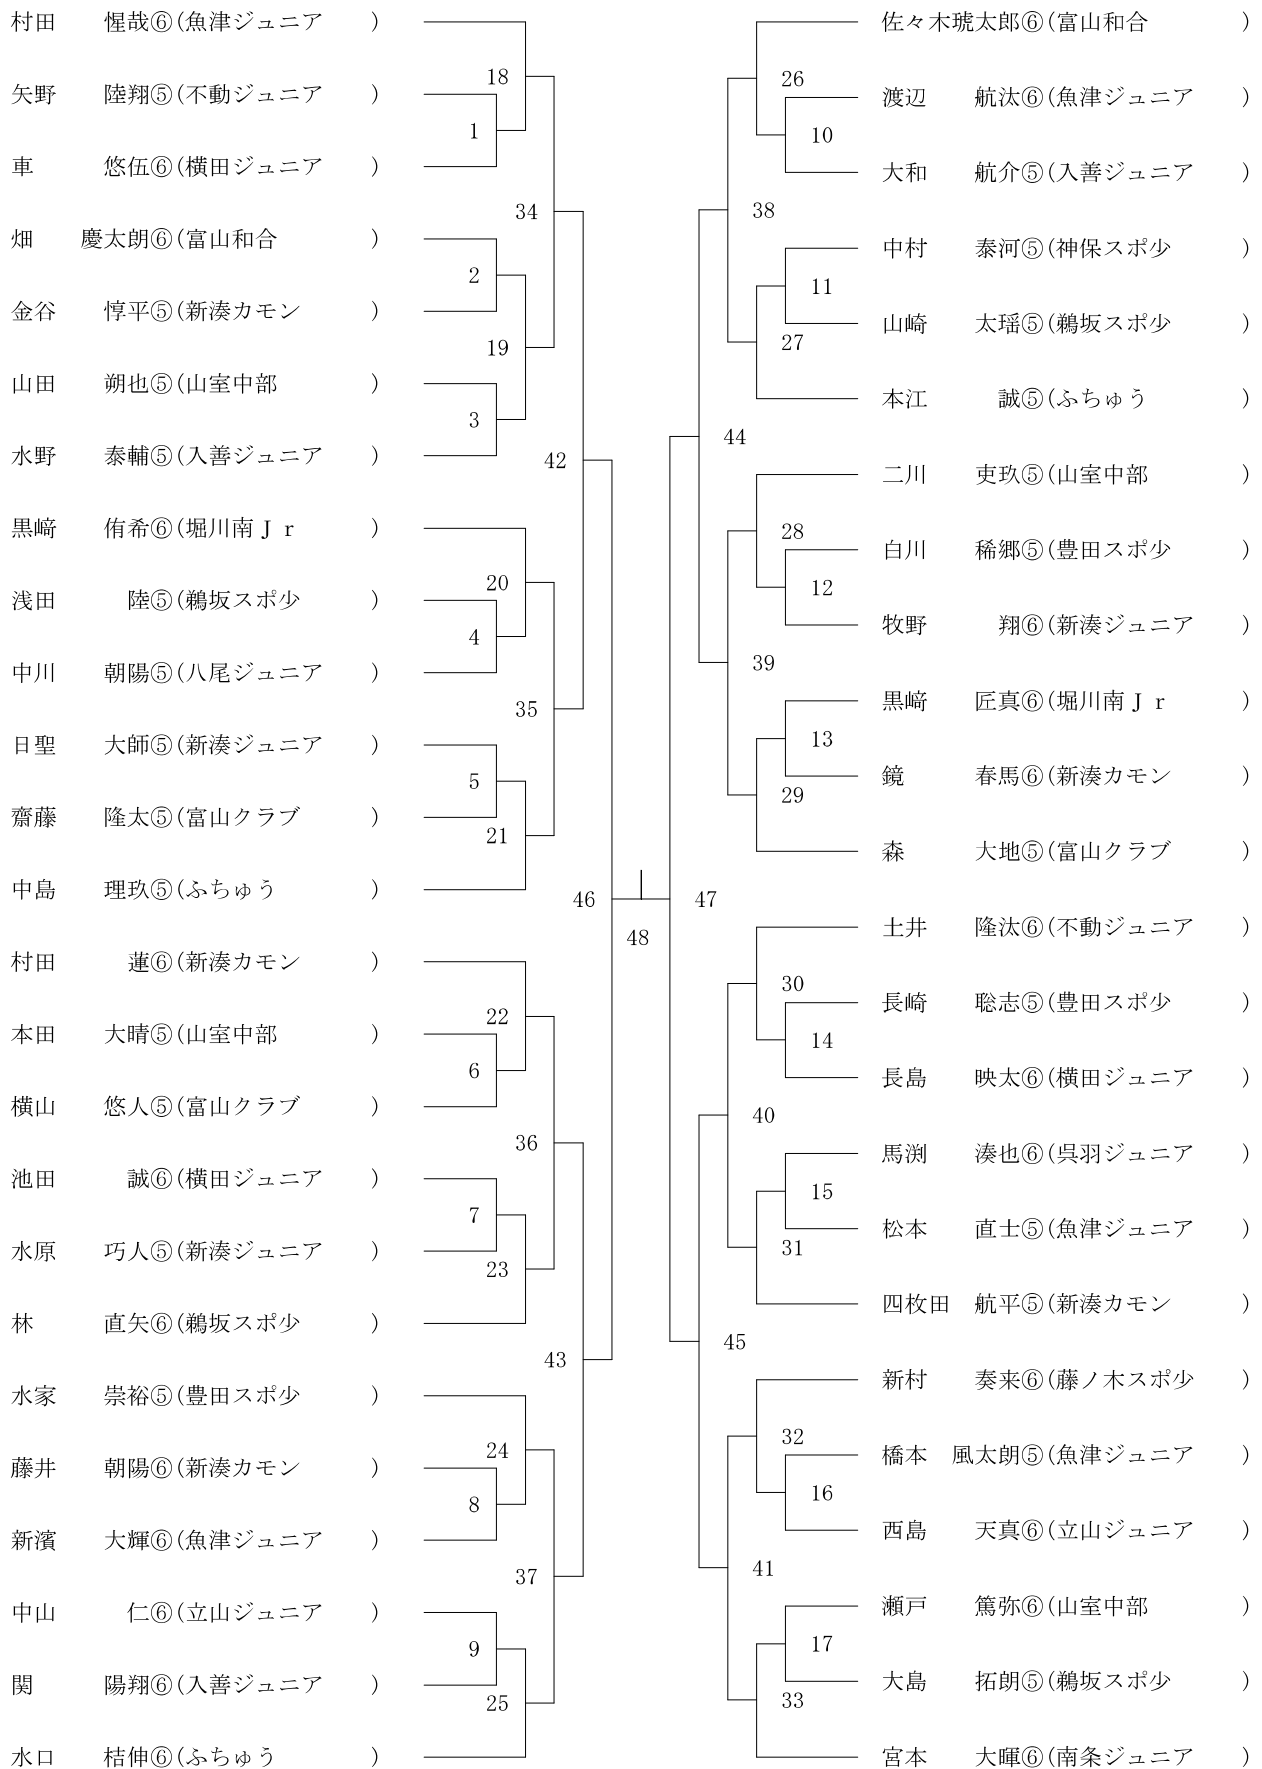 村田 惺哉⑥(魚津ジュニア)
矢野 陸翔⑤(不動ジュニア)
車 悠伍⑥(横田ジュニア)
畑 慶太朗⑥(富山和合)
金谷 惇平⑤(新湊カモン)
山田 朔也⑤(山室中部)
水野 泰輔⑤(入善ジュニア)
黒﨑 侑希⑥(堀川南Ｊｒ)
浅田 陸⑤(鵜坂スポ少)
中川 朝陽⑤(八尾ジュニア)
日聖 大師⑤(新湊ジュニア)
齋藤 隆太⑤(富山クラブ)
中島 理玖⑤(ふちゅう)
村田 蓮⑥(新湊カモン)
本田 大晴⑤(山室中部)
横山 悠人⑤(富山クラブ)
池田 誠⑥(横田ジュニア)
水原 巧人⑤(新湊ジュニア)
林 直矢⑥(鵜坂スポ少)
水家 崇裕⑤(豊田スポ少)
藤井 朝陽⑥(新湊カモン)
新濱 大輝⑥(魚津ジュニア)
中山 仁⑥(立山ジュニア)
関 陽翔⑥(入善ジュニア)
水口 桔伸⑥(ふちゅう)
18
1
34
2
19
3
42
20
4
35
5
21
46
22
6
36
7
23
43
24
8
37
9
25
48
26
10
38
11
27
44
28
12
39
13
29
47
30
14
40
15
31
45
32
16
41
17
33
佐々木琥太郎⑥(富山和合)
渡辺 航汰⑥(魚津ジュニア)
大和 航介⑤(入善ジュニア)
中村 泰河⑤(神保スポ少)
山崎 太瑶⑤(鵜坂スポ少)
本江 誠⑤(ふちゅう)
二川 吏玖⑤(山室中部)
白川 稀郷⑤(豊田スポ少)
牧野 翔⑥(新湊ジュニア)
黒﨑 匠真⑥(堀川南Ｊｒ)
鏡 春馬⑥(新湊カモン)
森 大地⑤(富山クラブ)
土井 隆汰⑥(不動ジュニア)
長崎 聡志⑤(豊田スポ少)
長島 映太⑥(横田ジュニア)
馬渕 湊也⑥(呉羽ジュニア)
松本 直士⑤(魚津ジュニア)
四枚田 航平⑤(新湊カモン)
新村 奏来⑥(藤ノ木スポ少)
橋本 風太朗⑤(魚津ジュニア)
西島 天真⑥(立山ジュニア)
瀬戸 篤弥⑥(山室中部)
大島 拓朗⑤(鵜坂スポ少)
宮本 大暉⑥(南条ジュニア)